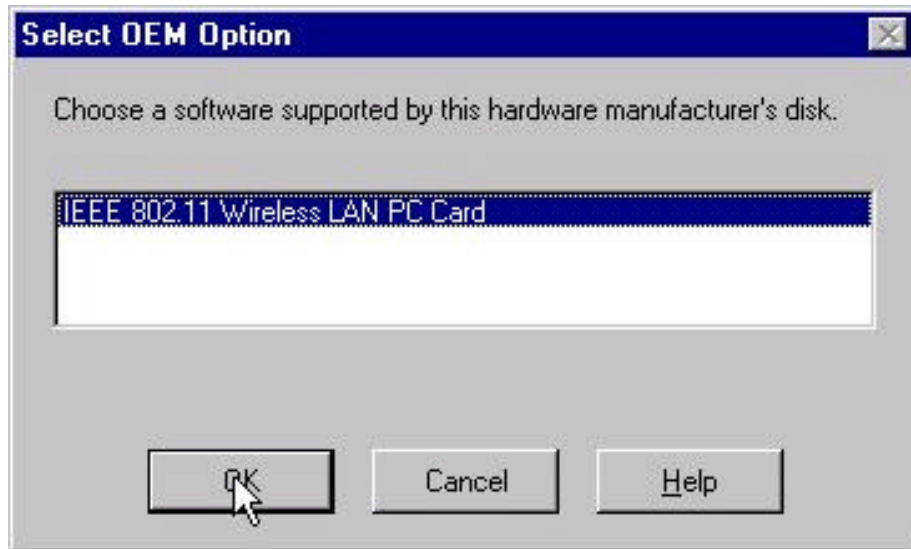 Select OEM Option
Choose a software supported by this hardware manufacturer's disk.
IEEE 802.11 Wireless LAN PC Card
OK Cancel Help